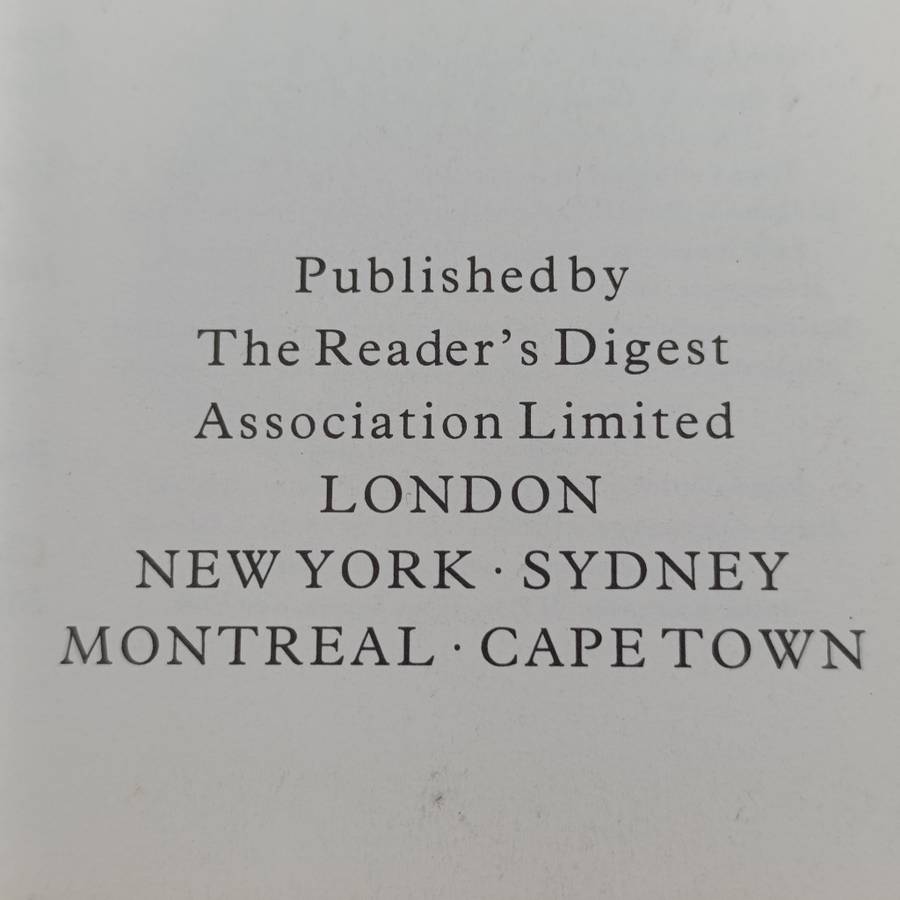 Published by
The Reader’s Digest
Association Limited
LONDON
NEW YORK · SYDNEY
MONTREAL · CAPE TOWN